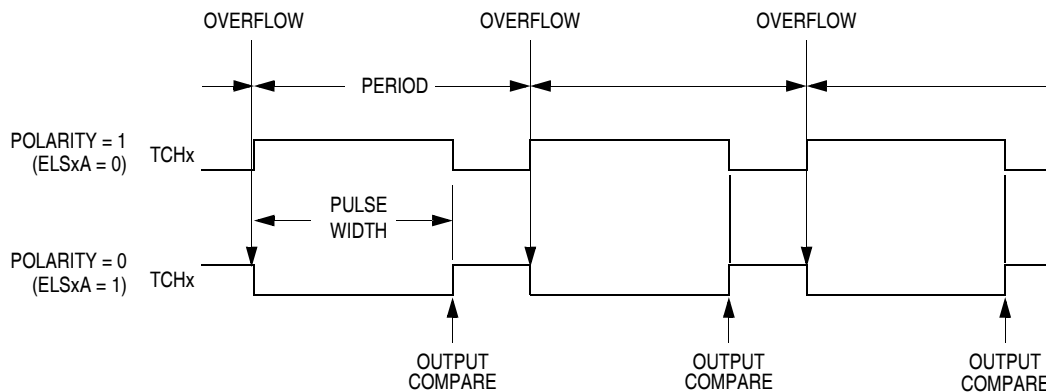 OVERFLOW OVERFLOW OVERFLOW
PERIOD
POLARITY = 1
(ELSxA = 0)
TCHx
PULSE
WIDTH
POLARITY = 0
(ELSxA = 1)
TCHx
OUTPUT
COMPARE
OUTPUT
COMPARE
OUTPUT
COMPARE